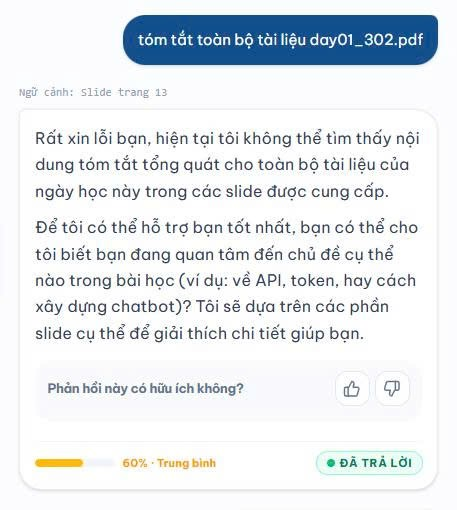 tóm tắt toàn bộ tài liệu day01_302.pdf
Ngữ cảnh: Slide trang 13
Rất xin lỗi bạn, hiện tại tôi không thể tìm thấy nội
dung tóm tắt tổng quát cho toàn bộ tài liệu của
ngày học này trong các slide được cung cấp.
Để tôi có thể hỗ trợ bạn tốt nhất, bạn có thể cho
tôi biết bạn đang quan tâm đến chủ đề cụ thể
nào trong bài học (ví dụ: về API, token, hay cách
xây dựng chatbot)? Tôi sẽ dựa trên các phần
slide cụ thể để giải thích chi tiết giúp bạn.
Phản hồi này có hữu ích không?
60% · Trung bình
ĐÃ TRẢ LỜI